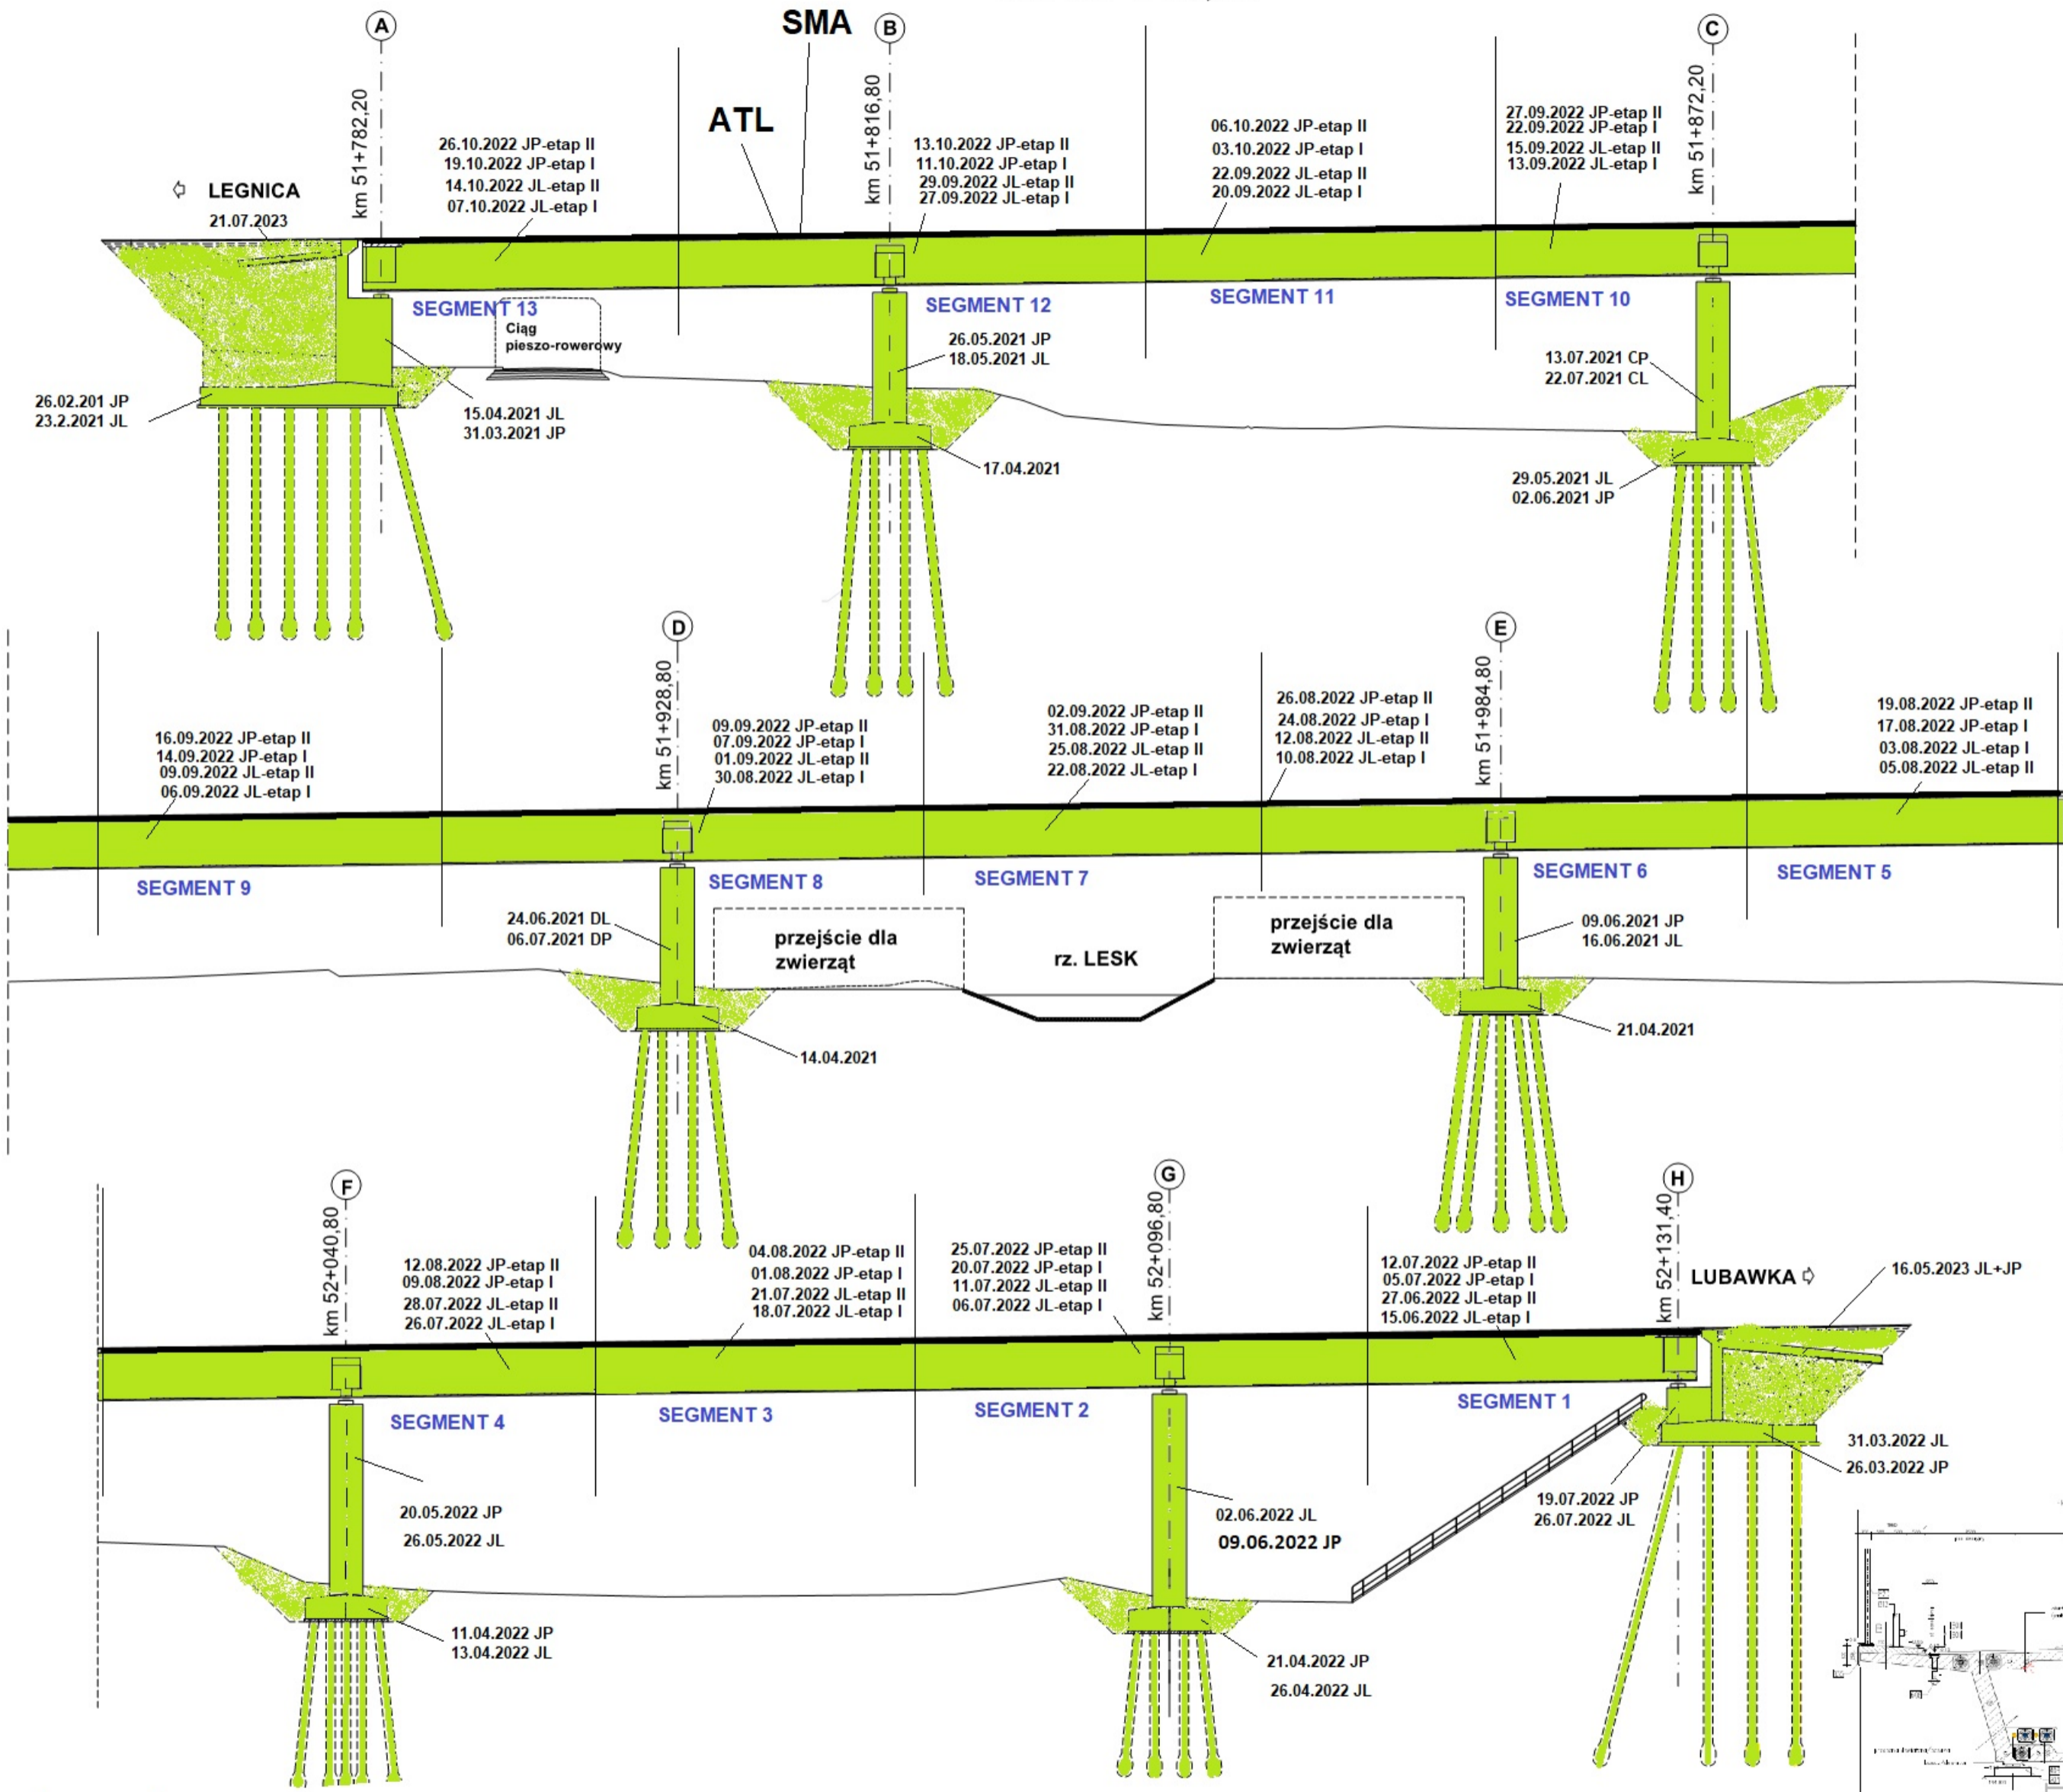 SMA
A
B
C
km 51+782,20
km 51+816,80
km 51+872,20
ATL
LEGNICA
21.07.2023
26.10.2022 JP-etap II
19.10.2022 JP-etap I
14.10.2022 JL-etap II
07.10.2022 JL-etap I
13.10.2022 JP-etap II
11.10.2022 JP-etap I
29.09.2022 JL-etap II
27.09.2022 JL-etap I
06.10.2022 JP-etap II
03.10.2022 JP-etap I
22.09.2022 JL-etap II
20.09.2022 JL-etap I
27.09.2022 JP-etap II
22.09.2022 JP-etap I
15.09.2022 JL-etap II
13.09.2022 JL-etap I
SEGMENT 13
SEGMENT 12
SEGMENT 11
SEGMENT 10
Ciąg
pieszo-rowerowy
26.05.2021 JP
18.05.2021 JL
13.07.2021 CP
22.07.2021 CL
26.02.201 JP
23.2.2021 JL
15.04.2021 JL
31.03.2021 JP
17.04.2021
29.05.2021 JL
02.06.2021 JP
D
E
km 51+928,80
km 51+984,80
16.09.2022 JP-etap II
14.09.2022 JP-etap I
09.09.2022 JL-etap II
06.09.2022 JL-etap I
09.09.2022 JP-etap II
07.09.2022 JP-etap I
01.09.2022 JL-etap II
30.08.2022 JL-etap I
02.09.2022 JP-etap II
31.08.2022 JP-etap I
25.08.2022 JL-etap II
22.08.2022 JL-etap I
26.08.2022 JP-etap II
24.08.2022 JP-etap I
12.08.2022 JL-etap II
10.08.2022 JL-etap I
19.08.2022 JP-etap II
17.08.2022 JP-etap I
03.08.2022 JL-etap I
05.08.2022 JL-etap II
SEGMENT 9
SEGMENT 8
SEGMENT 7
SEGMENT 6
SEGMENT 5
24.06.2021 DL
06.07.2021 DP
przejście dla
zwierząt
rz. LESK
przejście dla
zwierząt
09.06.2021 JP
16.06.2021 JL
14.04.2021
21.04.2021
F
G
H
km 52+040,80
km 52+096,80
km 52+131,40
12.08.2022 JP-etap II
09.08.2022 JP-etap I
28.07.2022 JL-etap II
26.07.2022 JL-etap I
04.08.2022 JP-etap II
01.08.2022 JP-etap I
21.07.2022 JL-etap II
18.07.2022 JL-etap I
25.07.2022 JP-etap II
20.07.2022 JP-etap I
11.07.2022 JL-etap II
06.07.2022 JL-etap I
12.07.2022 JP-etap II
05.07.2022 JP-etap I
27.06.2022 JL-etap II
15.06.2022 JL-etap I
LUBAWKA
16.05.2023 JL+JP
SEGMENT 4
SEGMENT 3
SEGMENT 2
SEGMENT 1
31.03.2022 JL
26.03.2022 JP
20.05.2022 JP
26.05.2022 JL
02.06.2022 JL
09.06.2022 JP
19.07.2022 JP
26.07.2022 JL
11.04.2022 JP
13.04.2022 JL
21.04.2022 JP
26.04.2022 JL